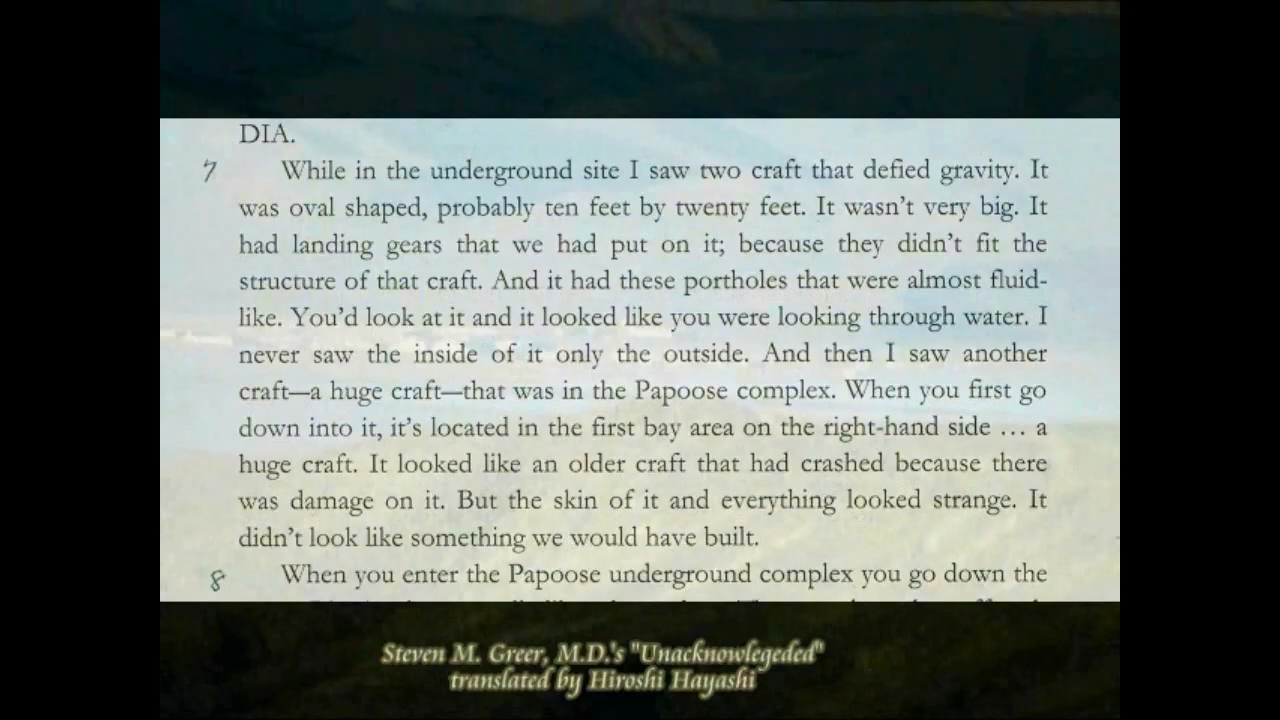 DIA.
7 While in the underground site I saw two craft that defied gravity. It
was oval shaped, probably ten feet by twenty feet. It wasn't very big. It
had landing gears that we had put on it; because they didn't fit the
structure of that craft. And it had these portholes that were almost fluid-
like. You'd look at it and it looked like you were looking through water. I
never saw the inside of it only the outside. And then I saw another
craft—a huge craft—that was in the Papoose complex. When you first go
down into it, it's located in the first bay area on the right-hand side … a
huge craft. It looked like an older craft that had crashed because there
was damage on it. But the skin of it and everything looked strange. It
didn't look like something we would have built.
8 When you enter the Papoose underground complex you go down the
Steven M. Greer, M.D.'s "Unacknowlegeded"
translated by Hiroshi Hayashi